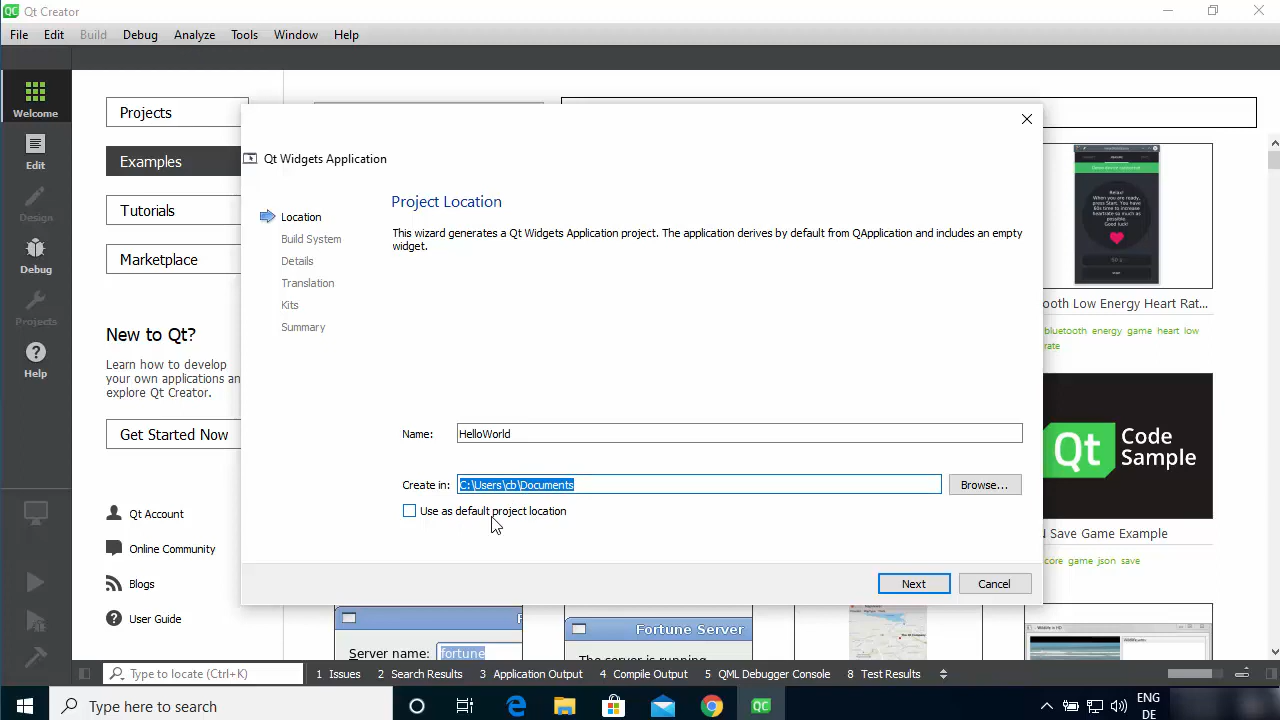 Qt Creator
File Edit Build Debug Analyze Tools Window Help
Welcome
Edit
Design
Debug
Projects
Help
Projects
Examples
Tutorials
Marketplace
New to Qt?
Learn how to develop
your own applications an
explore Qt Creator.
Get Started Now
Qt Account
Online Community
Blogs
User Guide
Qt Widgets Application
Location
Build System
Details
Translation
Kits
Summary
Project Location
This wizard generates a Qt Widgets Application project. The application derives by default from QApplication and includes an empty
widget.
Name: HelloWorld
Create in: C:\Users\cb\Documents Browse...
Use as default project location
Next Cancel
ooth Low Energy Heart Rat...
bluetooth energy game heart low
rate
Qt Code
Sample
Save Game Example
core game json save
Server name: fortune
Fortune Server
The server is running
Type to locate (Ctrl+K) 1 Issues 2 Search Results 3 Application Output 4 Compile Output 5 QML Debugger Console 8 Test Results
Type here to search
ENG
DE